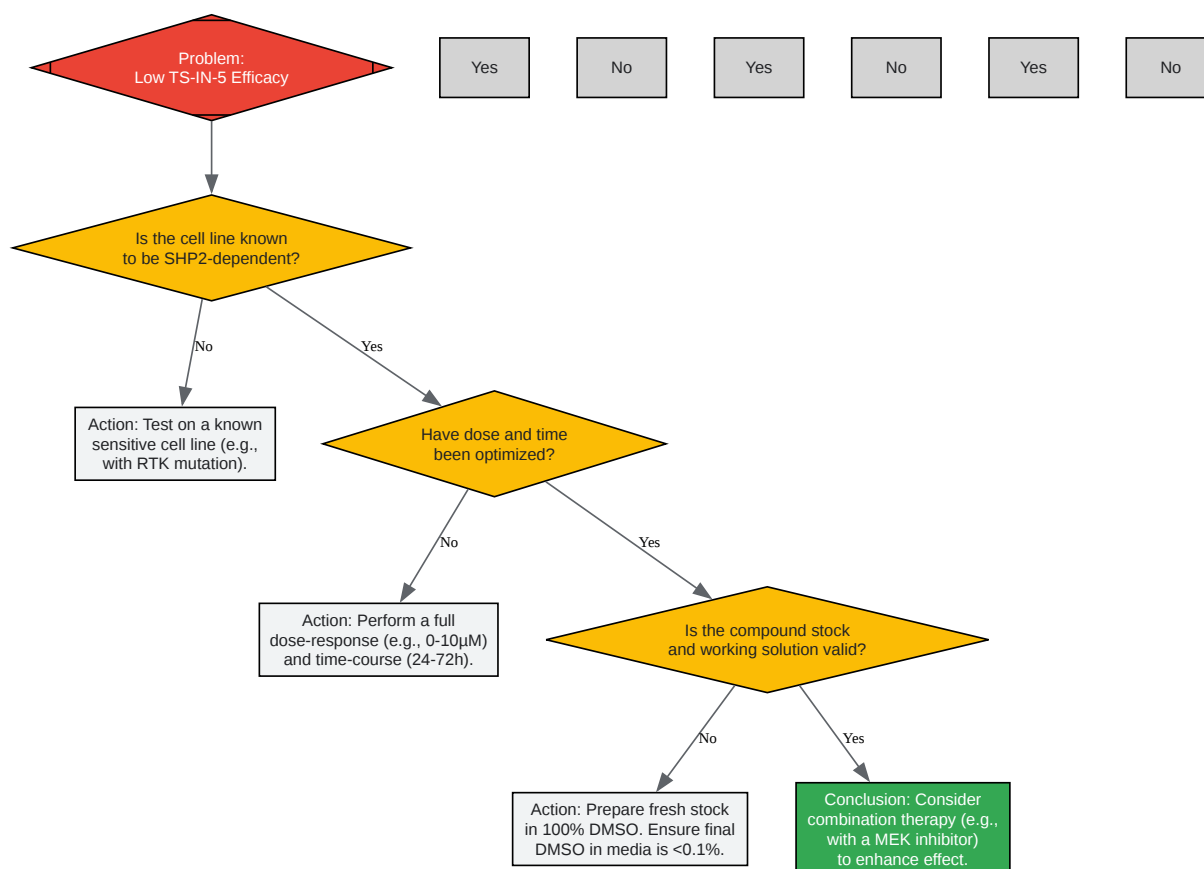 Problem:
Low TS-IN-5 Efficacy
Yes
No
Yes
No
Yes
No
Is the cell line known
to be SHP2-dependent?
No
Yes
Action: Test on a known
sensitive cell line (e.g.,
with RTK mutation).
Have dose and time
been optimized?
No
Yes
Action: Perform a full
dose-response (e.g., 0-10µM)
and time-course (24-72h).
Is the compound stock
and working solution valid?
No
Yes
Action: Prepare fresh stock
in 100% DMSO. Ensure final
DMSO in media is <0.1%.
Conclusion: Consider
combination therapy (e.g.,
with a MEK inhibitor)
to enhance effect.